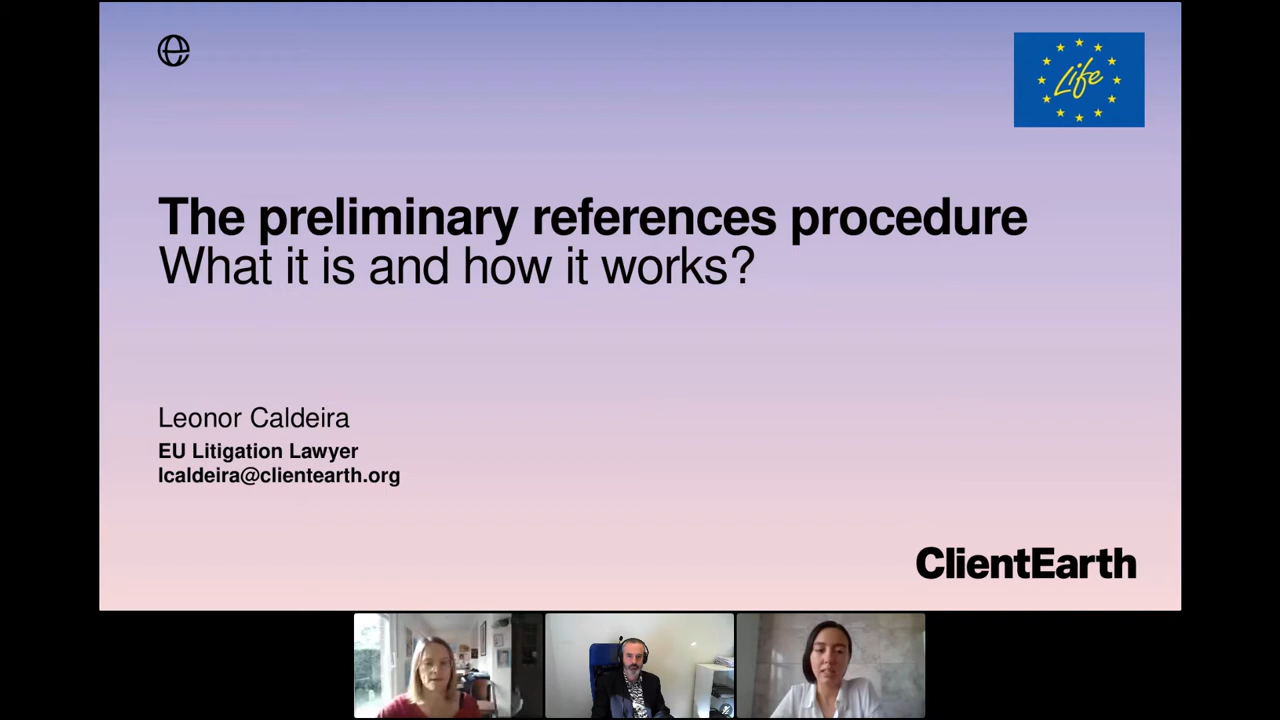 Life
The preliminary references procedure
What it is and how it works?
Leonor Caldeira
EU Litigation Lawyer
lcaldeira@clientearth.org
ClientEarth